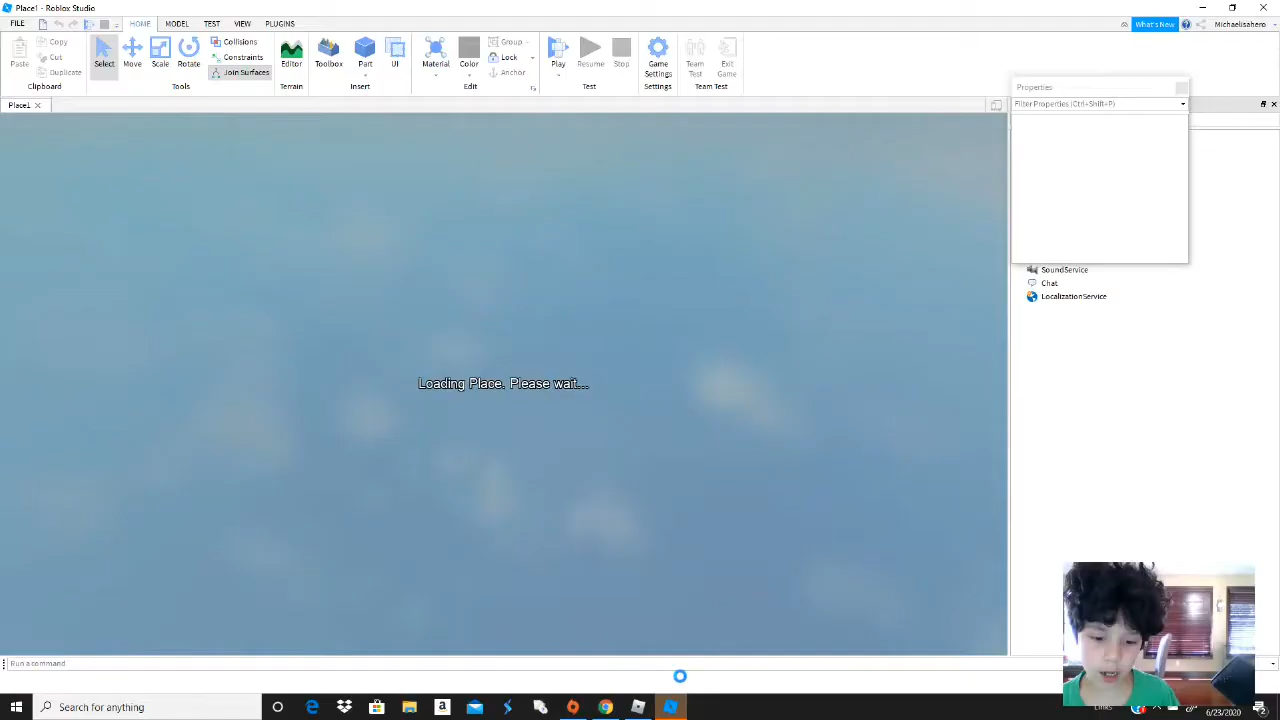 Place1 - Roblox Studio
FILE HOME MODEL TEST VIEW PLUGINS What's New Michaelishero
Paste Copy Cut Duplicate Select Move Scale Rotate Collisions Constraints Join Surfaces Editor Toolbox Part UI Material Color Group Lock Anchor Play Resume Stop Game Settings Team Test Exit Game
Clipboard Tools Terrain Insert Edit Test Settings Team Test
Properties
Place1
Filter Properties (Ctrl+Shift+P)
SoundService
Chat
LocalizationService
Loading Place. Please wait...
Run a command
Search for anything
Links
6/23/2020